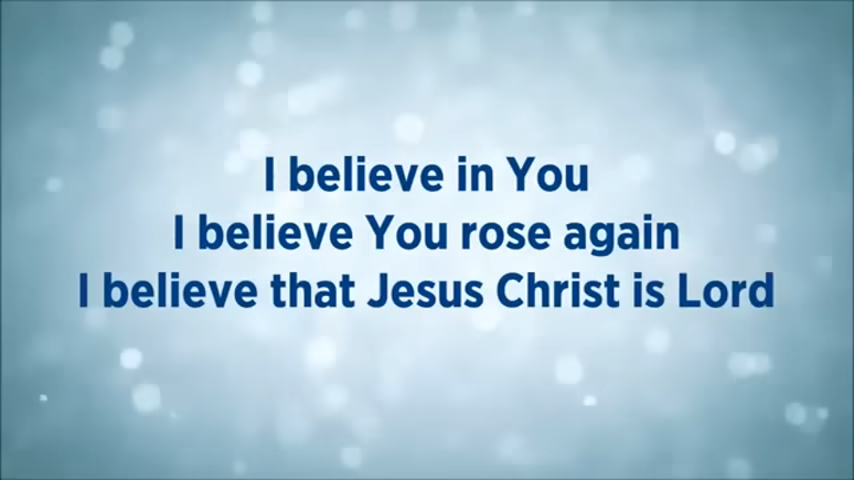 I believe in You
I believe You rose again
I believe that Jesus Christ is Lord